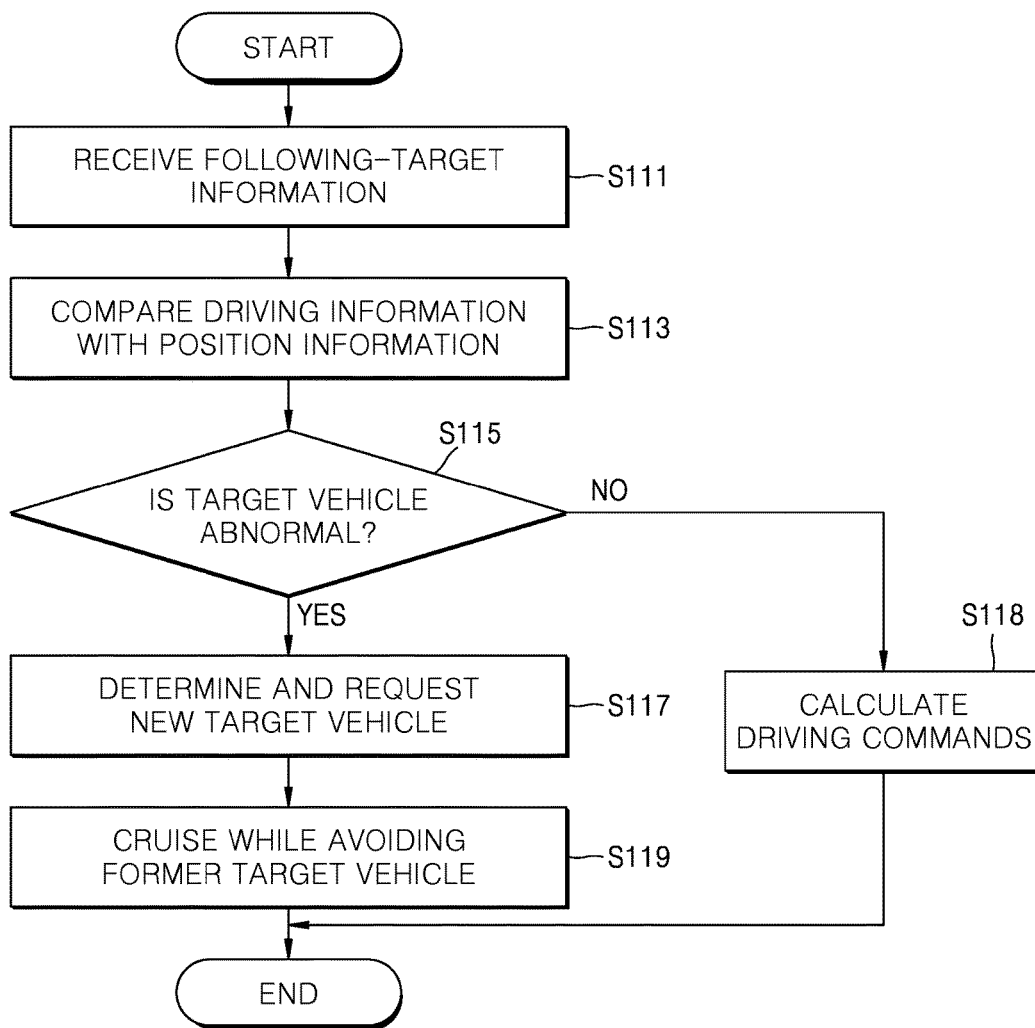 START
RECEIVE FOLLOWING-TARGET
INFORMATION
S111
COMPARE DRIVING INFORMATION
WITH POSITION INFORMATION
S113
S115
IS TARGET VEHICLE
ABNORMAL?
NO
YES
S118
CALCULATE
DRIVING COMMANDS
DETERMINE AND REQUEST
NEW TARGET VEHICLE
S117
CRUISE WHILE AVOIDING
FORMER TARGET VEHICLE
S119
END